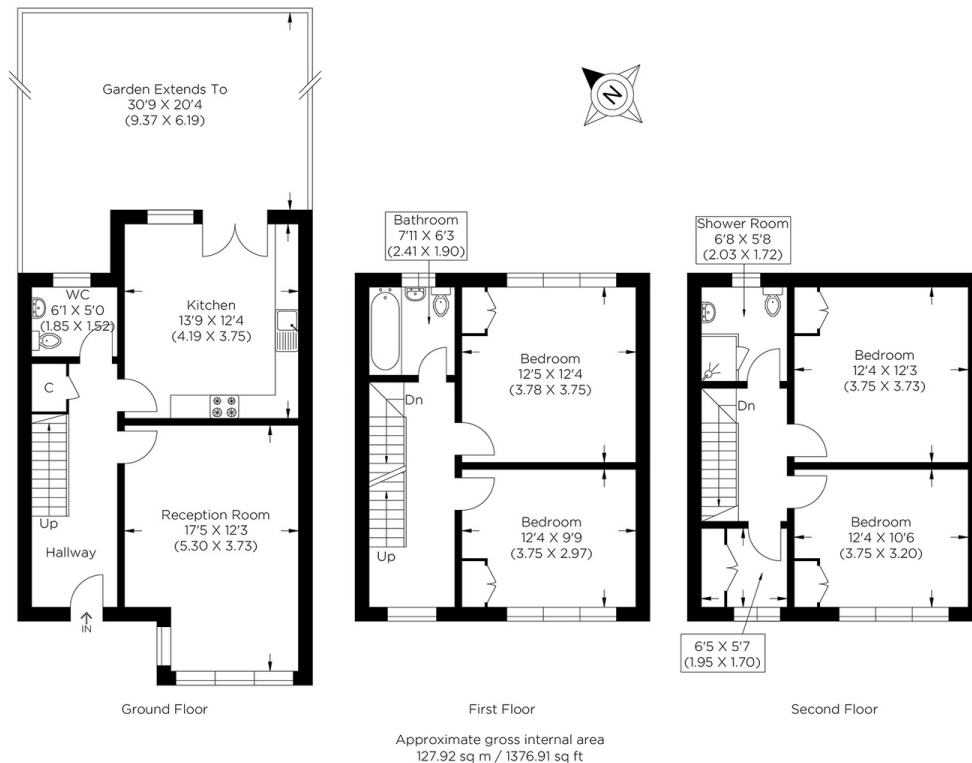 Garden Extends To
30'9 X 20'4
(9.37 X 6.19)
N
WC
6'1 X 5'0
(1.85 X 1.52)
Kitchen
13'9 X 12'4
(4.19 X 3.75)
C
Up
Hallway
Reception Room
17'5 X 12'3
(5.30 X 3.73)
IN
Ground Floor
Bathroom
7'11 X 6'3
(2.41 X 1.90)
Dn
Bedroom
12'5 X 12'4
(3.78 X 3.75)
Up
Bedroom
12'4 X 9'9
(3.75 X 2.97)
First Floor
Shower Room
6'8 X 5'8
(2.03 X 1.72)
Dn
Bedroom
12'4 X 12'3
(3.75 X 3.73)
Bedroom
12'4 X 10'6
(3.75 X 3.20)
6'5 X 5'7
(1.95 X 1.70)
Second Floor
Approximate gross internal area
127.92 sq m / 1376.91 sq ft